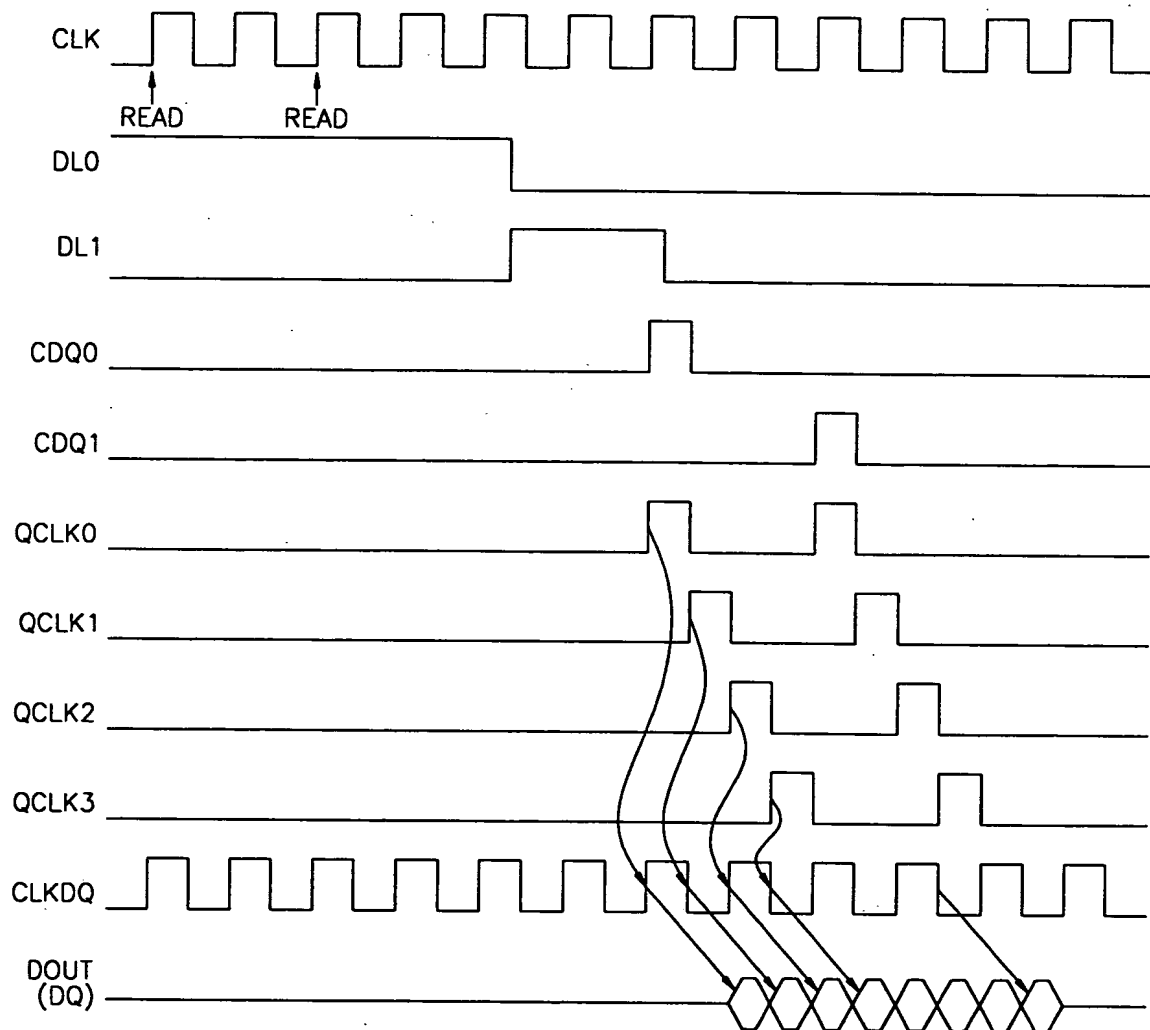 CLK
READ READ
DL0
DL1
CDQ0
CDQ1
QCLK0
QCLK1
QCLK2
QCLK3
CLKDQ
DOUT
(DQ)